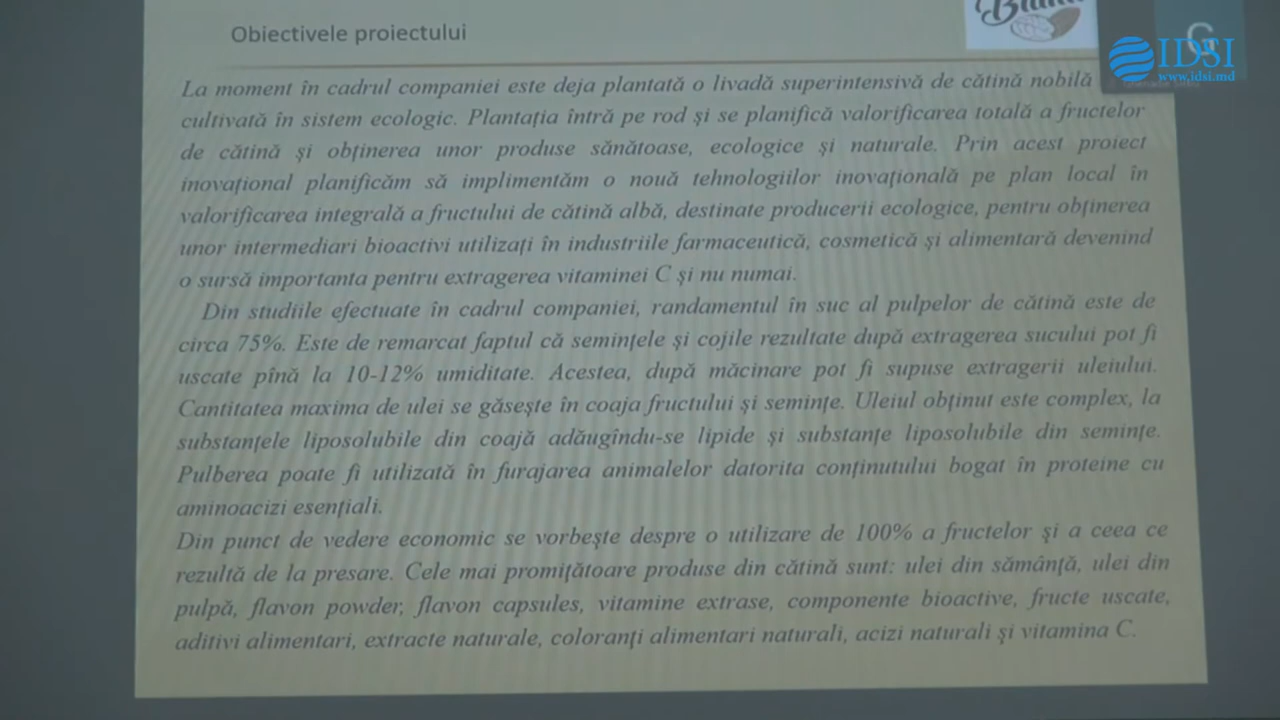 Obiectivele proiectului
IDSI
www.idsi.md
G
La moment în cadrul companiei este deja plantată o livadă superintensivă de cătină nobilă
cultivată în sistem ecologic. Plantația întră pe rod și se planifică valorificarea totală a fructelor
de cătină și obținerea unor produse sănătoase, ecologice și naturale. Prin acest proiect
inovațional planificăm să implimentăm o nouă tehnologiilor inovațională pe plan local în
valorificarea integrală a fructului de cătină albă, destinate producerii ecologice, pentru obținerea
unor intermediari bioactivi utilizați în industriile farmaceutică, cosmetică și alimentară devenind
o sursă importanta pentru extragerea vitaminei C și nu numai.
Din studiile efectuate în cadrul companiei, randamentul în suc al pulpelor de cătină este de
circa 75%. Este de remarcat faptul că semințele și cojile rezultate după extragerea sucului pot fi
uscate pînă la 10-12% umiditate. Acestea, după măcinare pot fi supuse extragerii uleiului.
Cantitatea maxima de ulei se găsește în coaja fructului și semințe. Uleiul obținut este complex, la
substanțele liposolubile din coajă adăugîndu-se lipide și substanțe liposolubile din semințe.
Pulberea poate fi utilizată în furajarea animalelor datorita conținutului bogat în proteine cu
aminoacizi esențiali.
Din punct de vedere economic se vorbește despre o utilizare de 100% a fructelor și a ceea ce
rezultă de la presare. Cele mai promițătoare produse din cătină sunt: ulei din sămânță, ulei din
pulpă, flavon powder, flavon capsules, vitamine extrase, componente bioactive, fructe uscate,
aditivi alimentari, extracte naturale, coloranți alimentari naturali, acizi naturali și vitamina C.